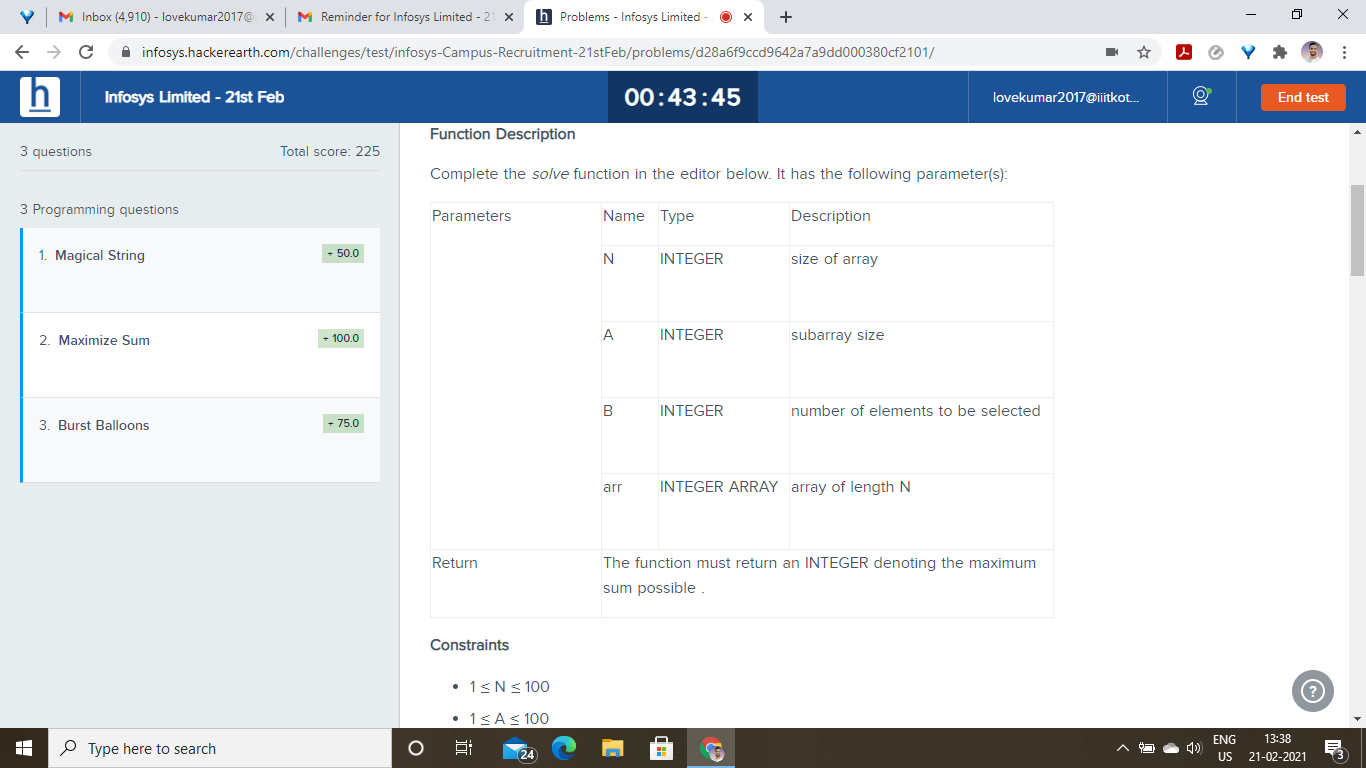 Inbox (4,910) - lovekumar2017@
Reminder for Infosys Limited - 21
Problems - Infosys Limited -
infosys.hackerearth.com/challenges/test/infosys-Campus-Recruitment-21stFeb/problems/d28a6f9ccd9642a7a9dd000380cf2101/
h
Infosys Limited - 21st Feb
00:43:45
lovekumar2017@iiitkot...
End test
3 questions
Total score: 225
3 Programming questions
1. Magical String
+ 50.0
2. Maximize Sum
+ 100.0
3. Burst Balloons
+ 75.0
Function Description
Complete the solve function in the editor below. It has the following parameter(s):
Parameters Name Type Description
N INTEGER size of array
A INTEGER subarray size
B INTEGER number of elements to be selected
arr INTEGER ARRAY array of length N
Return The function must return an INTEGER denoting the maximum
sum possible .
Constraints
• 1 ≤ N ≤ 100
• 1 ≤ A ≤ 100
?
Type here to search
24
ENG
US
13:38
21-02-2021
3